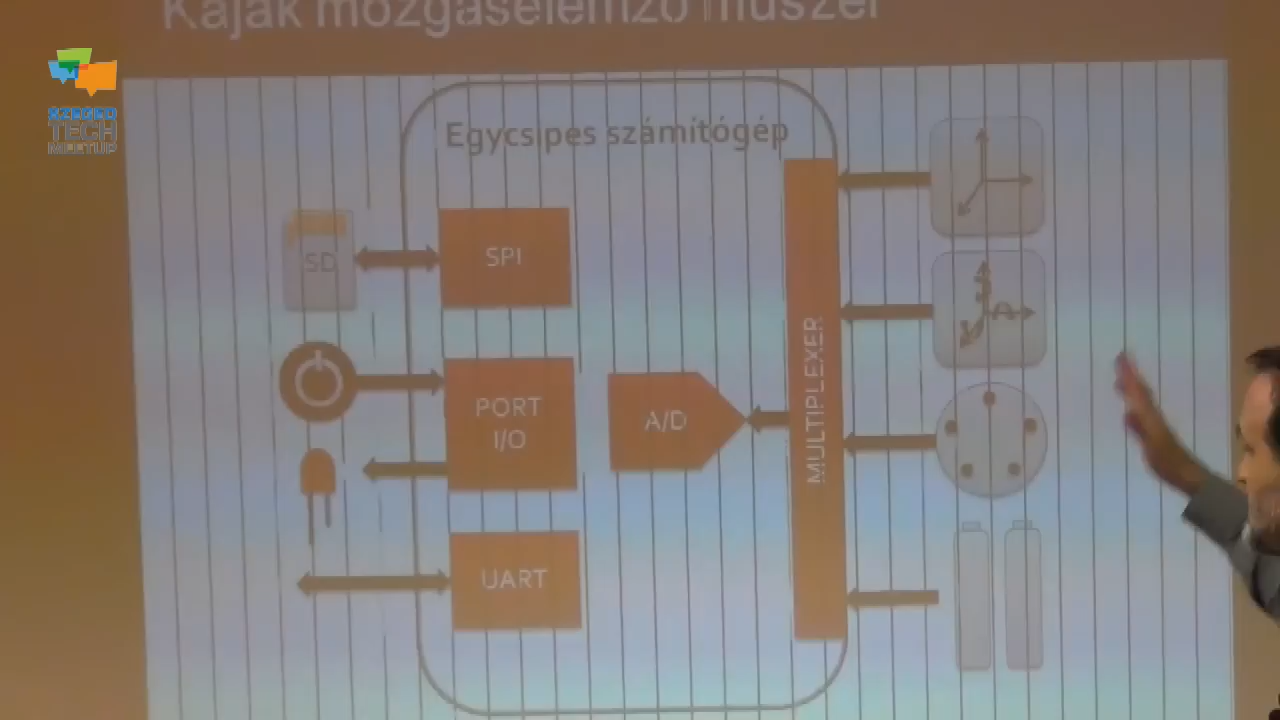 Kajak mozgáselemző műszer
SZEGED
TECH
MEETUP
Egycsipes számítógép
SD
SPI
PORT
I/O
A/D
MULTIPLEXER
UART